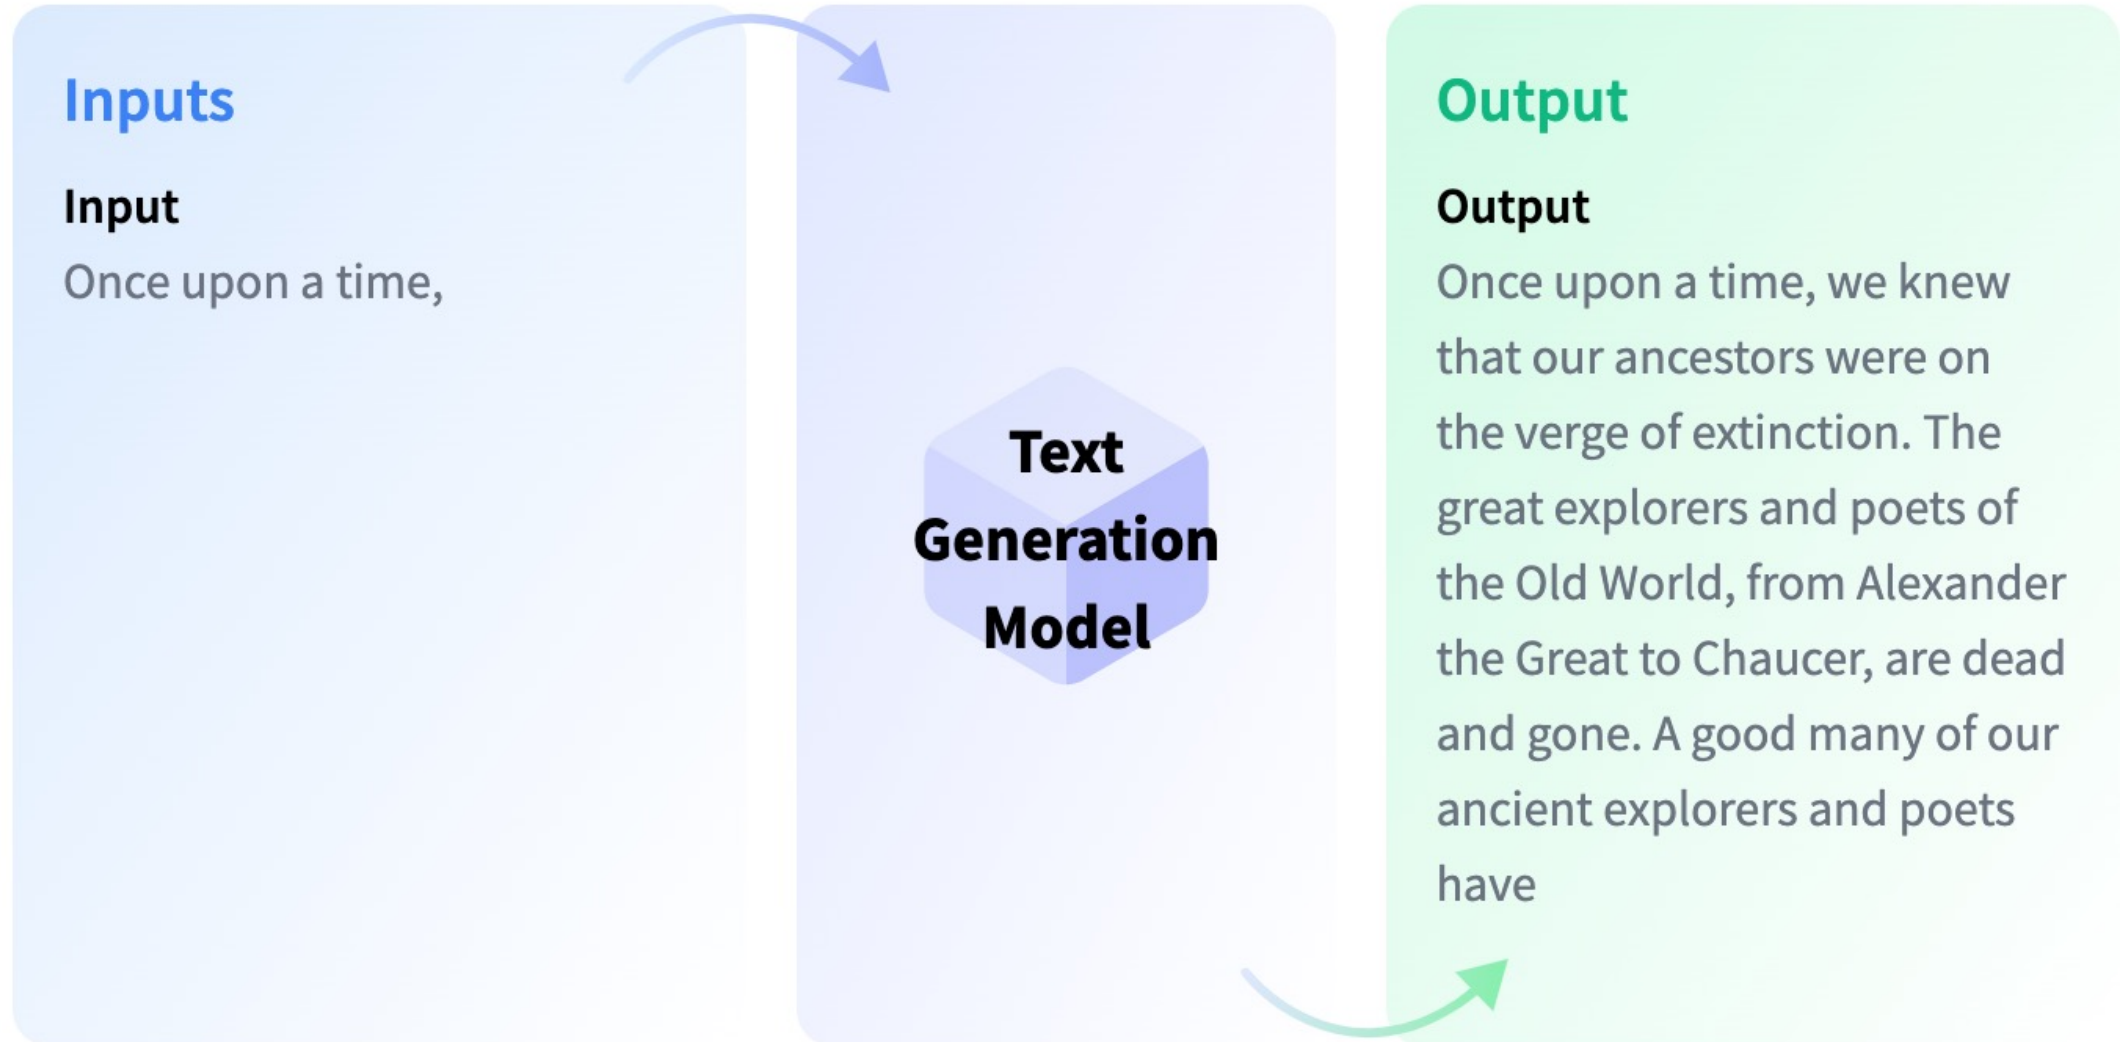 Inputs
Input
Once upon a time,
Text
Generation
Model
Output
Output
Once upon a time, we knew
that our ancestors were on
the verge of extinction. The
great explorers and poets of
the Old World, from Alexander
the Great to Chaucer, are dead
and gone. A good many of our
ancient explorers and poets
have